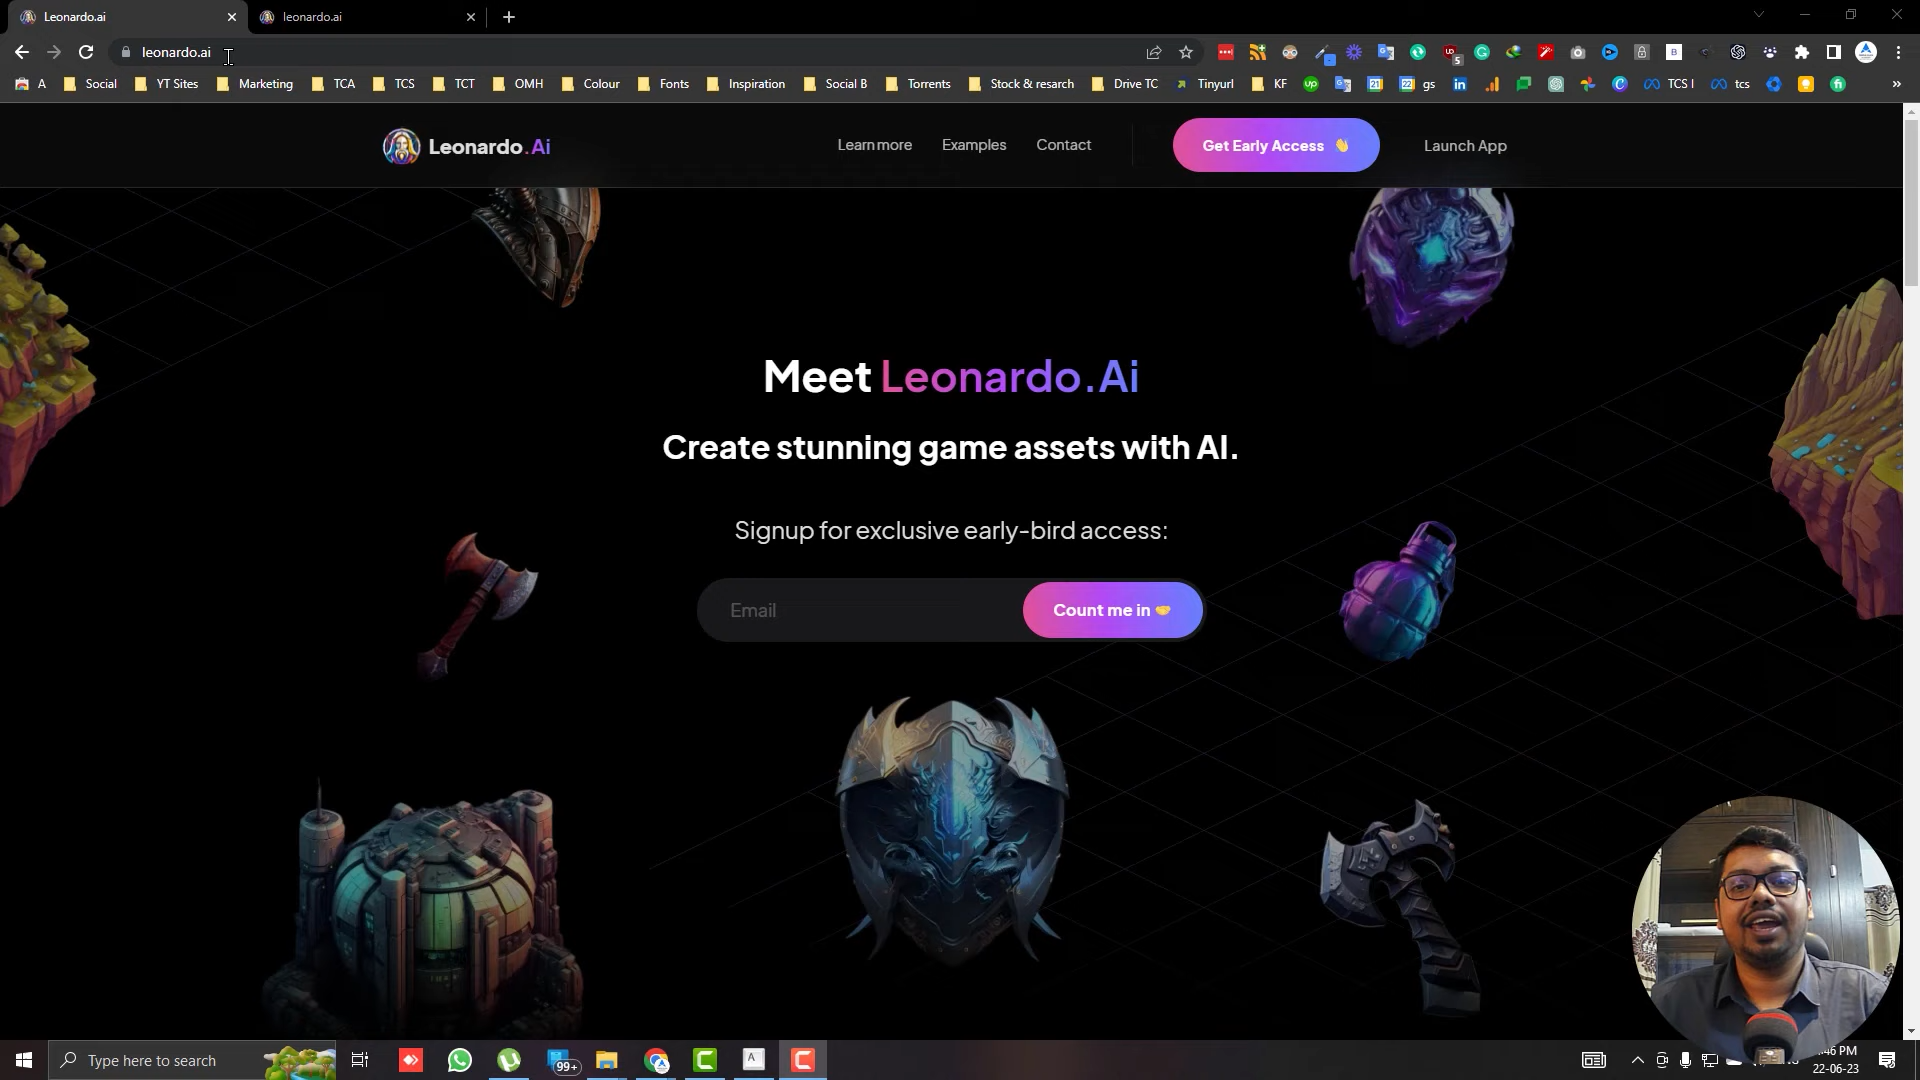 Leonardo.ai
leonardo.ai
leonardo.ai
A
Social
YT Sites
Marketing
TCA
TCS
TCT
OMH
Colour
Fonts
Inspiration
Social B
Torrents
Stock & resarch
Drive TC
Tinyurl
KF
gs
TCS I
tcs
Leonardo.Ai
Learn more
Examples
Contact
Get Early Access
Launch App
Meet Leonardo.Ai
Create stunning game assets with AI.
Signup for exclusive early-bird access:
Email
Count me in
Type here to search
99+
:46 PM
22-06-23